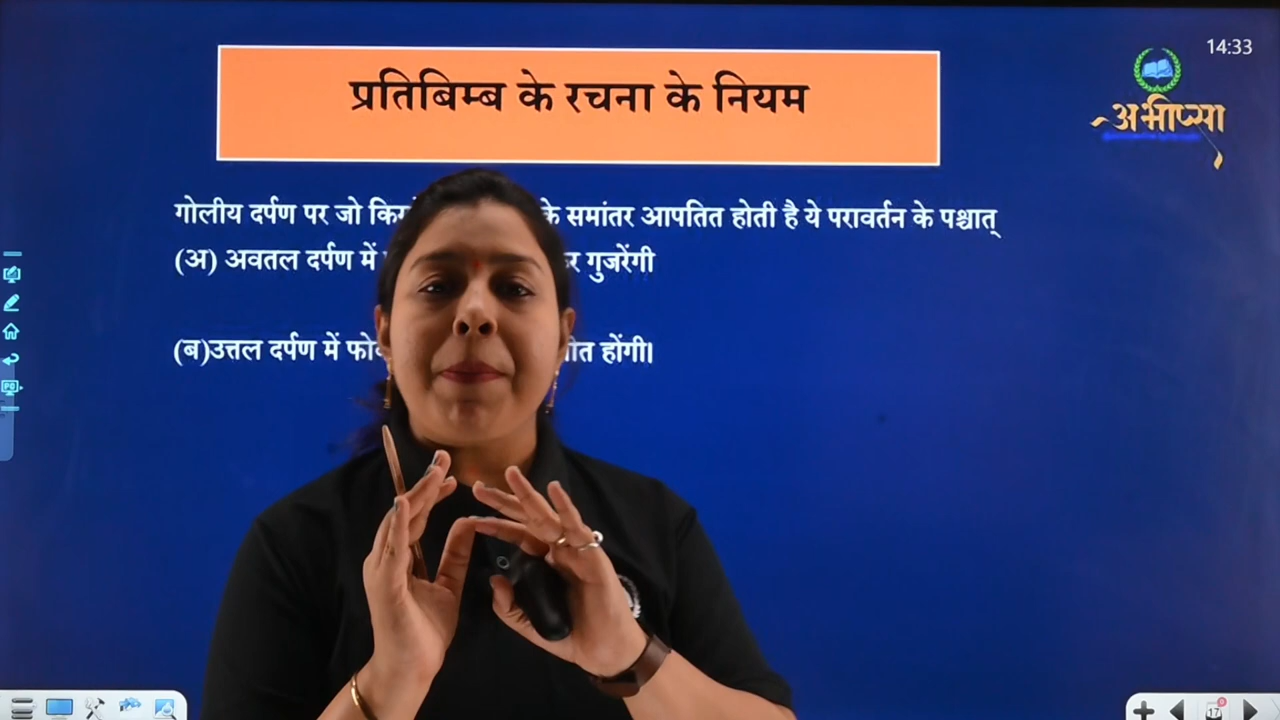 14:33
प्रतिबिम्ब के रचना के नियम
अभीप्सा
गोलीय दर्पण पर जो के समांतर आपतित होती है ये परावर्तन के पश्चात्
(अ) अवतल दर्पण में गुजरेंगी
(ब)उत्तल दर्पण में होंगी।